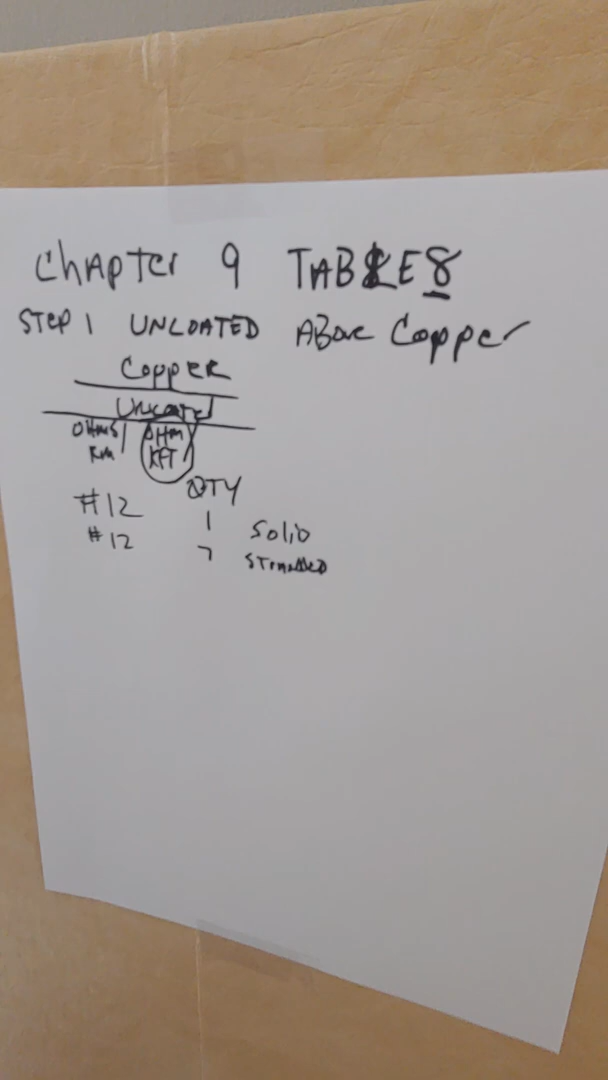 Chapter 9 TABLE 8
STEP 1 UNCOATED ABove Copper
Copper
Uncoated
OHMS/ OHM/
Km KFT
QTY
#12 1 Solid
#12 7 STRANDED